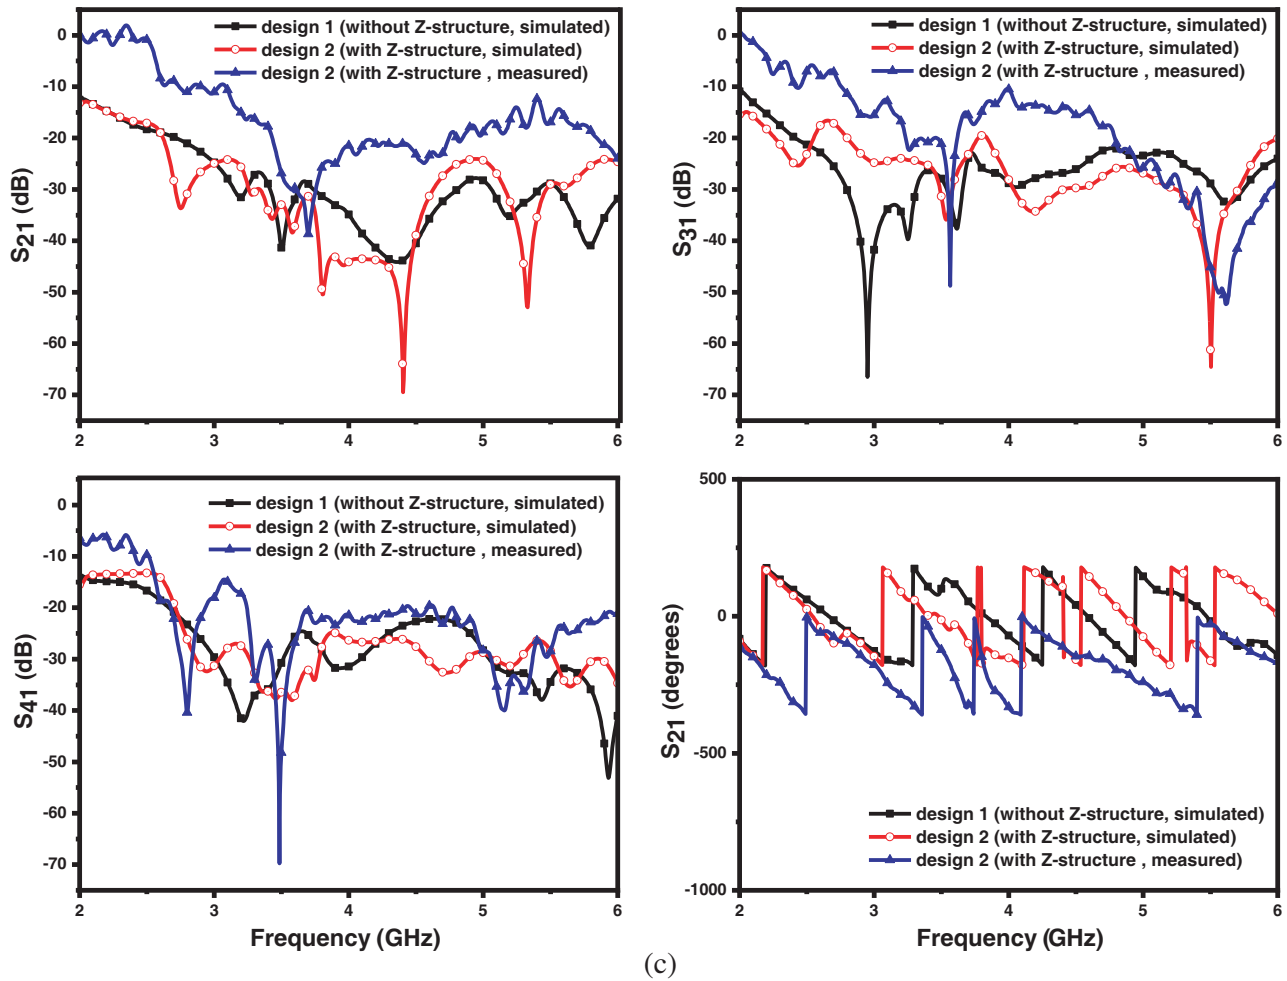 design 1 (without Z-structure, simulated)
design 2 (with Z-structure, simulated)
design 2 (with Z-structure , measured)
0
-10
-20
-30
-40
-50
-60
-70
S21 (dB)
2 3 4 5 6
design 1 (without Z-structure, simulated)
design 2 (with Z-structure, simulated)
design 2 (with Z-structure , measured)
0
-10
-20
-30
-40
-50
-60
-70
S31 (dB)
2 3 4 5 6
design 1 (without Z-structure, simulated)
design 2 (with Z-structure, simulated)
design 2 (with Z-structure , measured)
0
-10
-20
-30
-40
-50
-60
-70
S41 (dB)
2 3 4 5 6
Frequency (GHz)
500
0
-500
-1000
S21 (degrees)
design 1 (without Z-structure, simulated)
design 2 (with Z-structure, simulated)
design 2 (with Z-structure , measured)
2 3 4 5 6
Frequency (GHz)
(c)